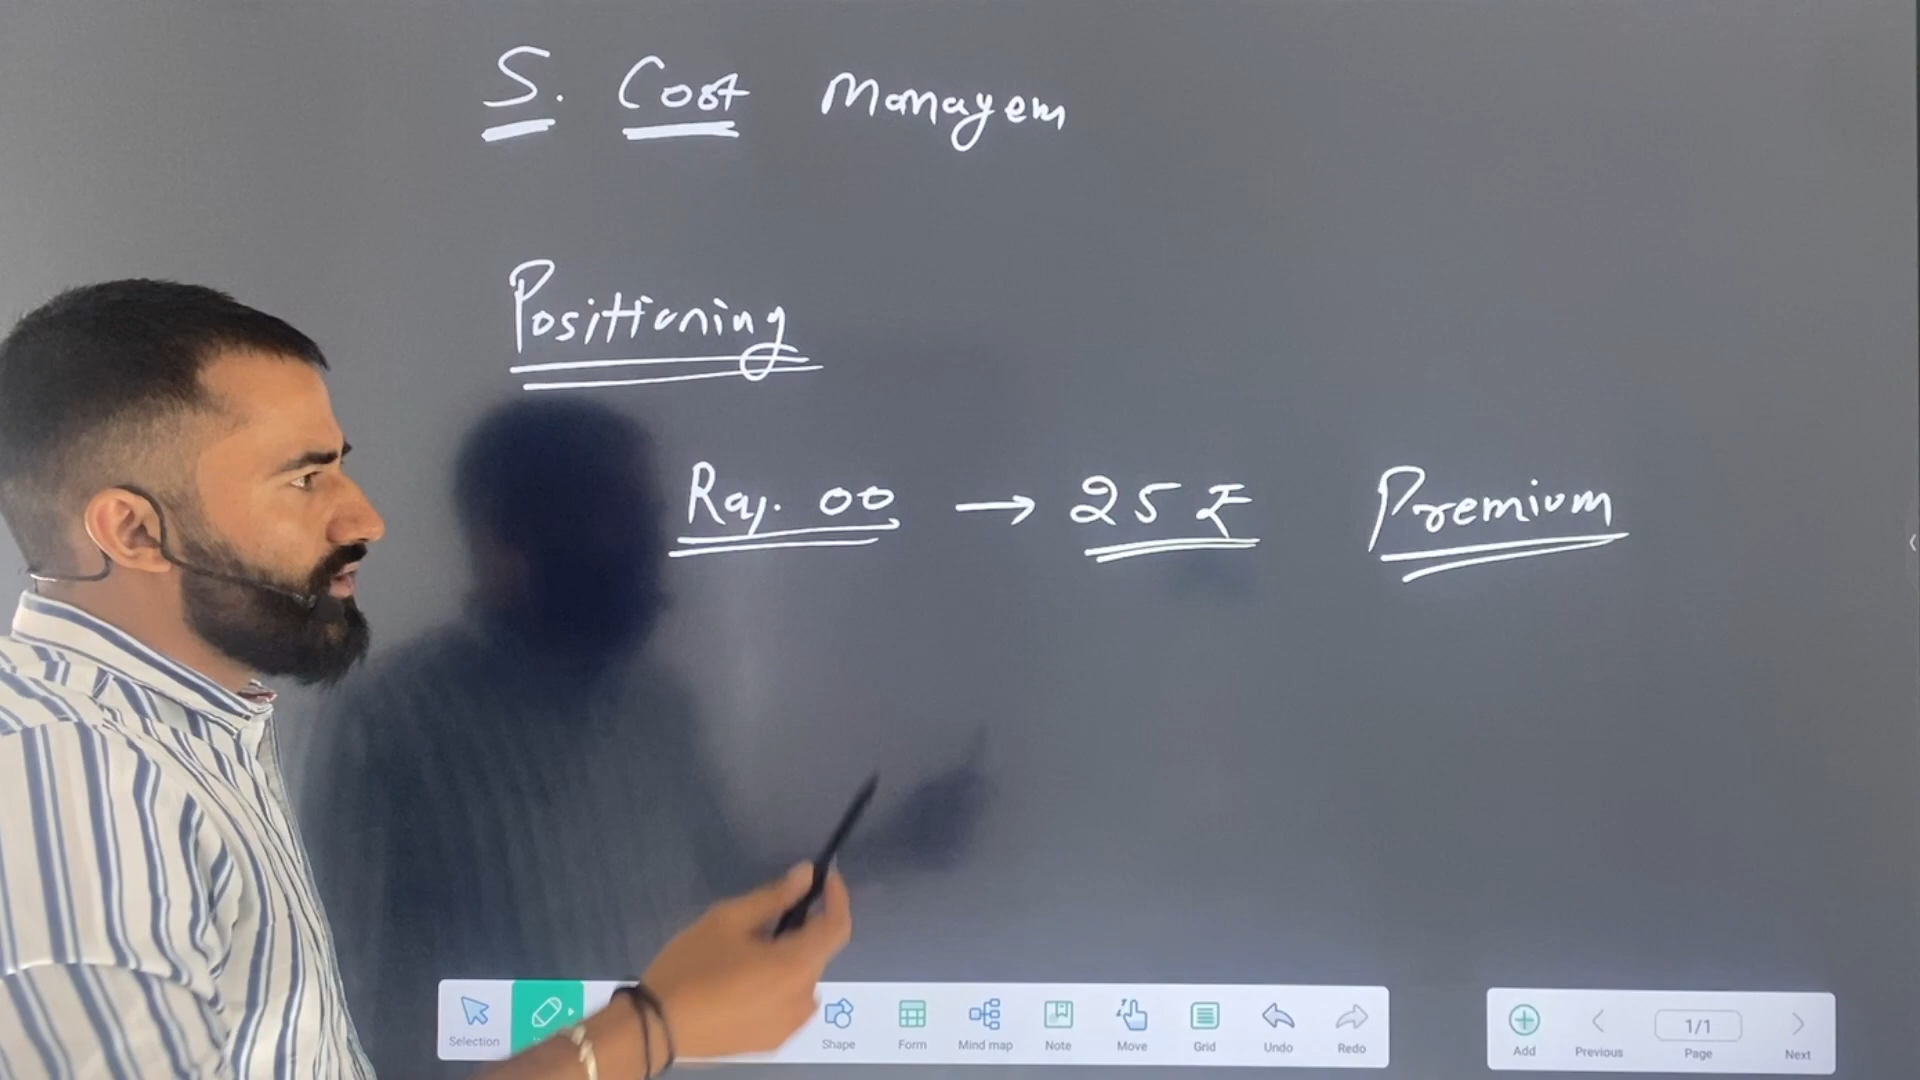 S. Cost Managem
Positioning
Raj. 00 → 25 ₹ Premium
Selection Shape Form Mind map Note Move Grid Undo Redo Add Previous 1/1 Page Next